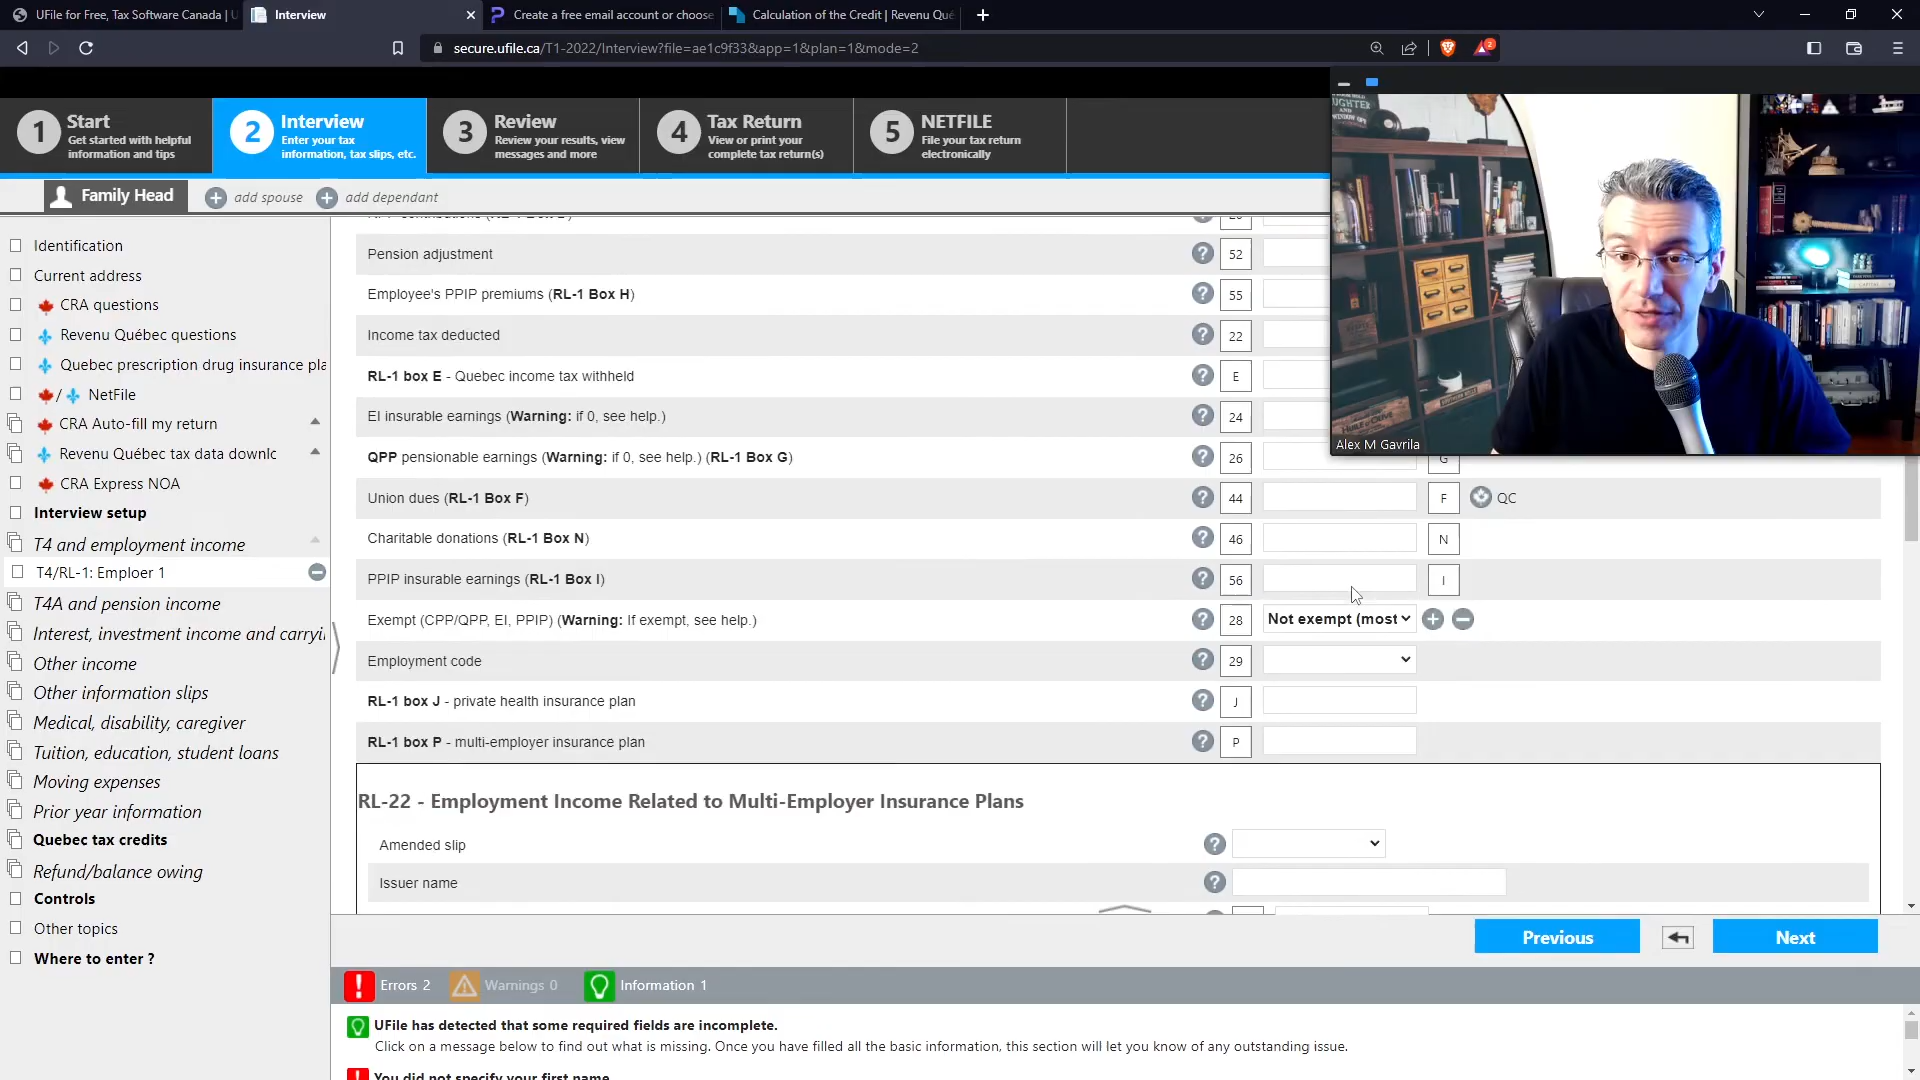 UFile for Free, Tax Software Canada | U
Interview
Create a free email account or choose
Calculation of the Credit | Revenu Qué
secure.ufile.ca/T1-2022/Interview?file=ae1c9f33&app=1&plan=1&mode=2
2
1 Start
Get started with helpful
information and tips
2 Interview
Enter your tax
information, tax slips, etc.
3 Review
Review your results, view
messages and more
4 Tax Return
View or print your
complete tax return(s)
5 NETFILE
File your tax return
electronically
Family Head
add spouse
add dependant
Identification
Current address
CRA questions
Revenu Québec questions
Quebec prescription drug insurance pla
/ NetFile
CRA Auto-fill my return
Revenu Québec tax data downlc
CRA Express NOA
Interview setup
T4 and employment income
T4/RL-1: Emploer 1
T4A and pension income
Interest, investment income and carryi
Other income
Other information slips
Medical, disability, caregiver
Tuition, education, student loans
Moving expenses
Prior year information
Quebec tax credits
Refund/balance owing
Controls
Other topics
Where to enter ?
Pension adjustment ? 52
Employee's PPIP premiums (RL-1 Box H) ? 55
Income tax deducted ? 22
RL-1 box E - Quebec income tax withheld ? E
EI insurable earnings (Warning: if 0, see help.) ? 24
QPP pensionable earnings (Warning: if 0, see help.) (RL-1 Box G) ? 26 G
Union dues (RL-1 Box F) ? 44 F QC
Charitable donations (RL-1 Box N) ? 46 N
PPIP insurable earnings (RL-1 Box I) ? 56 I
Exempt (CPP/QPP, EI, PPIP) (Warning: If exempt, see help.) ? 28 Not exempt (most
Employment code ? 29
RL-1 box J - private health insurance plan ? J
RL-1 box P - multi-employer insurance plan ? P
RL-22 - Employment Income Related to Multi-Employer Insurance Plans
Amended slip ?
Issuer name ?
Previous
Next
Errors 2
Warnings 0
Information 1
UFile has detected that some required fields are incomplete.
Click on a message below to find out what is missing. Once you have filled all the basic information, this section will let you know of any outstanding issue.
You did not specify your first name
Alex M Gavrila